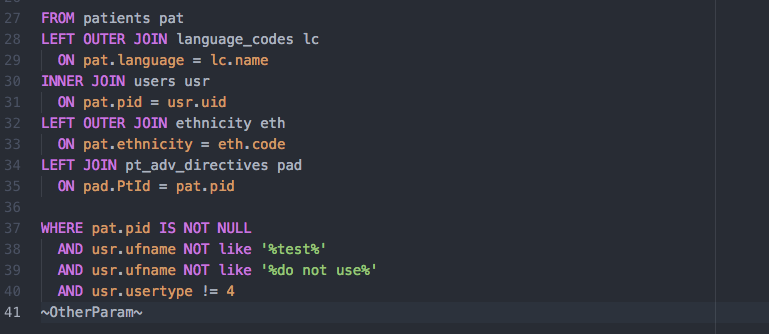 27 FROM patients pat
28 LEFT OUTER JOIN language_codes lc
29 ON pat.language = lc.name
30 INNER JOIN users usr
31 ON pat.pid = usr.uid
32 LEFT OUTER JOIN ethnicity eth
33 ON pat.ethnicity = eth.code
34 LEFT JOIN pt_adv_directives pad
35 ON pad.PtId = pat.pid
36
37 WHERE pat.pid IS NOT NULL
38 AND usr.ufname NOT like '%test%'
39 AND usr.ufname NOT like '%do not use%'
40 AND usr.usertype != 4
41 ~OtherParam~